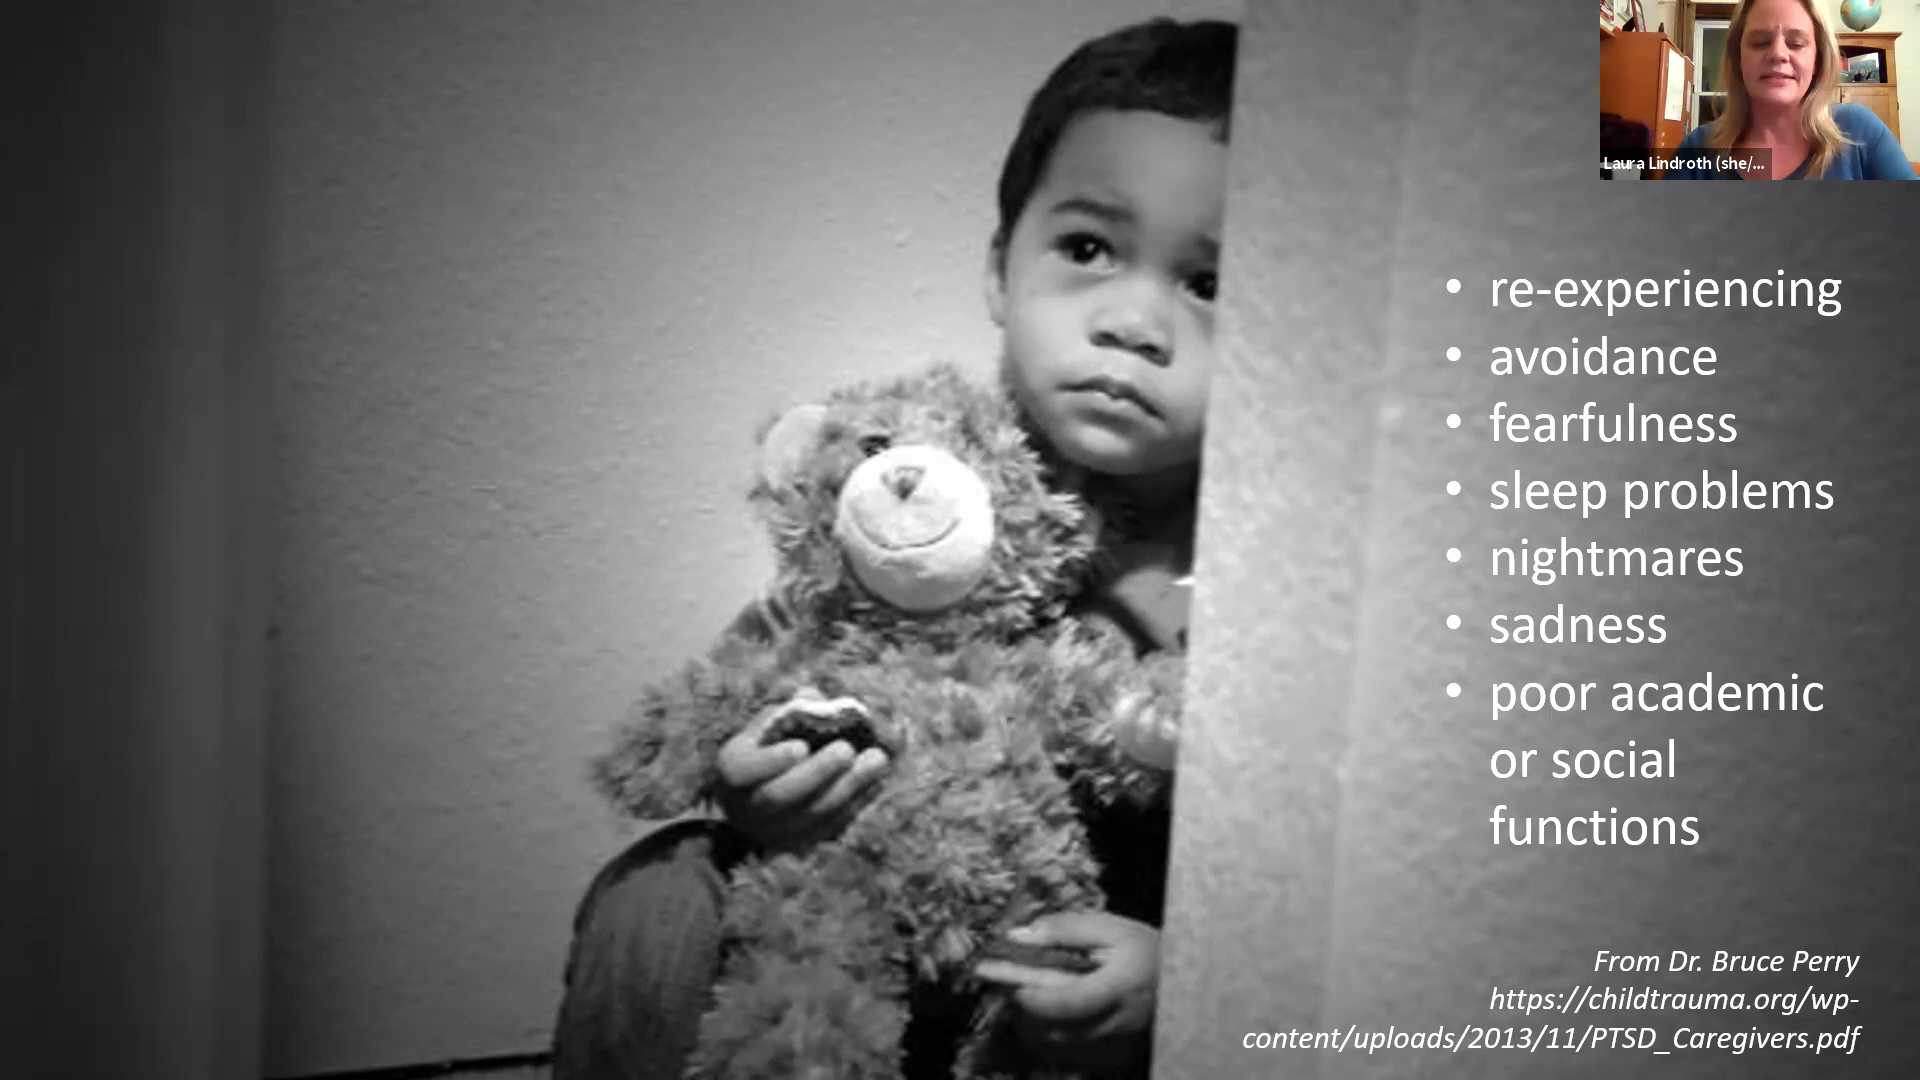 Laura Lindroth (she/...
• re-experiencing
• avoidance
• fearfulness
• sleep problems
• nightmares
• sadness
• poor academic
or social
functions
From Dr. Bruce Perry
https://childtrauma.org/wp-
content/uploads/2013/11/PTSD_Caregivers.pdf